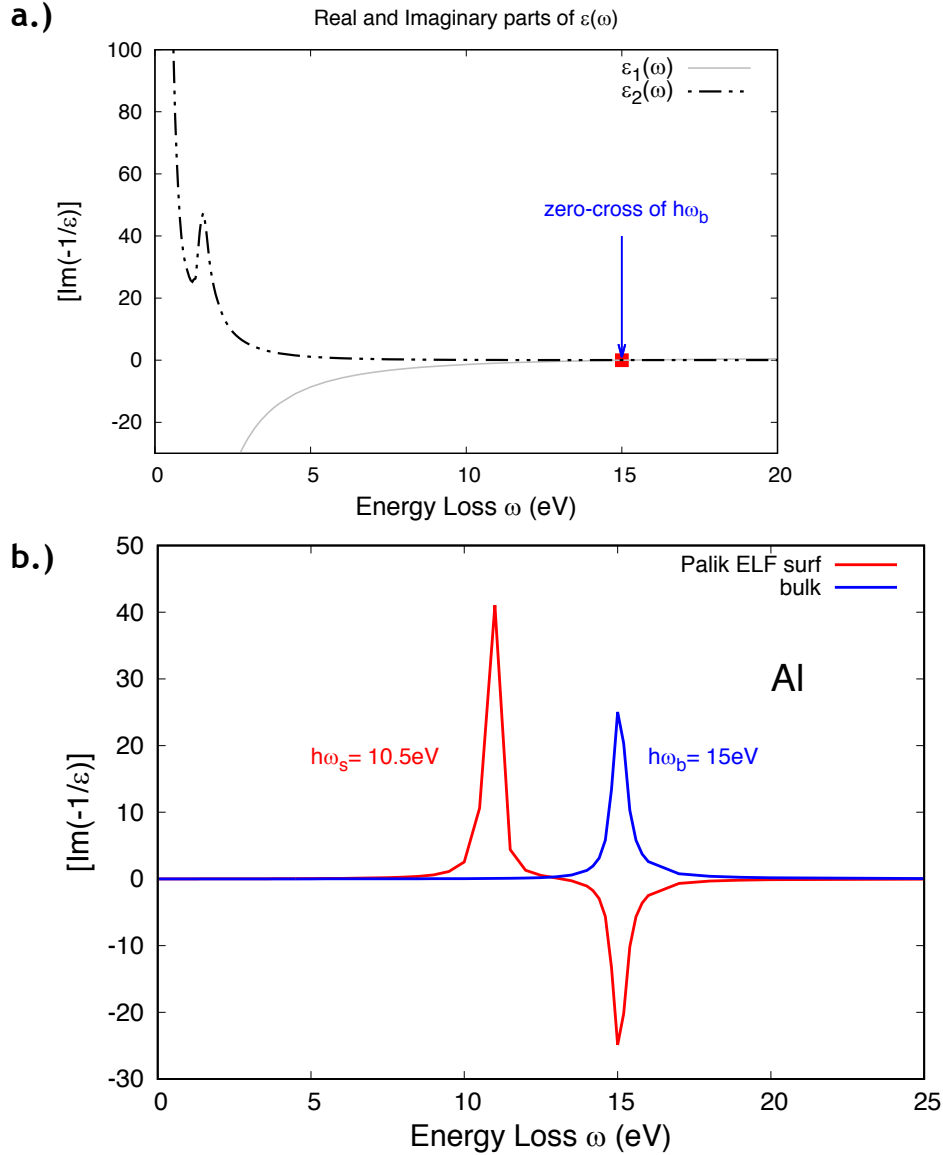 a.)
Real and Imaginary parts of ε(ω)
100
80
60
40
20
0
-20
[Im(-1/ε)]
ε1(ω)
ε2(ω)
zero-cross of hωb
0 5 10 15 20
Energy Loss ω (eV)
b.)
50
40
30
20
10
0
-10
-20
-30
[Im(-1/ε)]
Palik ELF surf
bulk
Al
hωs= 10.5eV
hωb= 15eV
0 5 10 15 20 25
Energy Loss ω (eV)